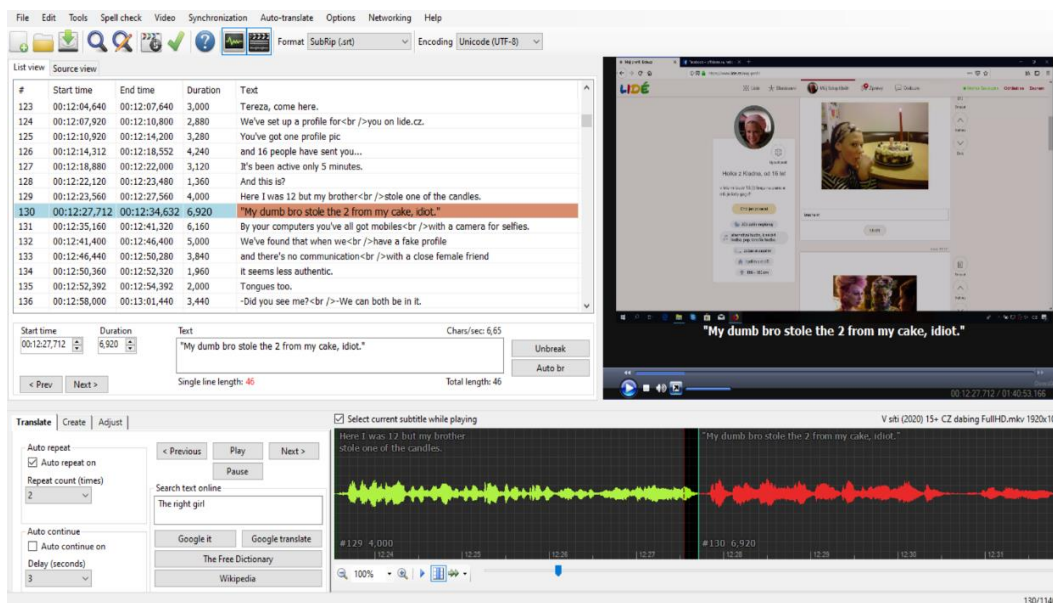 File Edit Tools Spell check Video Synchronization Auto-translate Options Networking Help
Format SubRip (.srt) Encoding Unicode (UTF-8)
List view Source view
# Start time End time Duration Text
123 00:12:04,640 00:12:07,640 3,000 Tereza, come here.
124 00:12:07,920 00:12:10,800 2,880 We've set up a profile for<br />you on lide.cz.
125 00:12:10,920 00:12:14,200 3,280 You've got one profile pic
126 00:12:14,312 00:12:18,552 4,240 and 16 people have sent you...
127 00:12:18,880 00:12:22,000 3,120 It's been active only 5 minutes.
128 00:12:22,120 00:12:23,480 1,360 And this is?
129 00:12:23,560 00:12:27,560 4,000 Here I was 12 but my brother<br />stole one of the candles.
130 00:12:27,712 00:12:34,632 6,920 "My dumb bro stole the 2 from my cake, idiot."
131 00:12:35,160 00:12:41,320 6,160 By your computers you've all got mobiles<br />with a camera for selfies.
132 00:12:41,400 00:12:46,400 5,000 We've found that when we<br />have a fake profile
133 00:12:46,440 00:12:50,280 3,840 and there's no communication<br />with a close female friend
134 00:12:50,360 00:12:52,320 1,960 it seems less authentic.
135 00:12:52,392 00:12:54,392 2,000 Tongues too.
136 00:12:58,000 00:13:01,440 3,440 -Did you see me?<br />-We can both be in it.
LIDÉ
Holka z Kladna, od 16 let
"My dumb bro stole the 2 from my cake, idiot."
00:12:27.712 / 01:40:53.166
Start time Duration Text Chars/sec: 6,65
00:12:27,712 6,920 "My dumb bro stole the 2 from my cake, idiot." Unbreak
Auto br
< Prev Next > Single line length: 46 Total length: 46
Translate Create Adjust
Select current subtitle while playing V síti (2020) 15+ CZ dabing FullHD.mkv 1920x10
Auto repeat
Auto repeat on
Repeat count (times)
2
Auto continue
Auto continue on
Delay (seconds)
3
< Previous Play Next >
Pause
Search text online
The right girl
Google it Google translate
The Free Dictionary
Wikipedia
Here I was 12 but my brother
stole one of the candles.
"My dumb bro stole the 2 from my cake, idiot."
#129 4,000 #130 6,920
12:24 12:25 12:26 12:27 12:28 12:29 12:30 12:31
100%
130/114